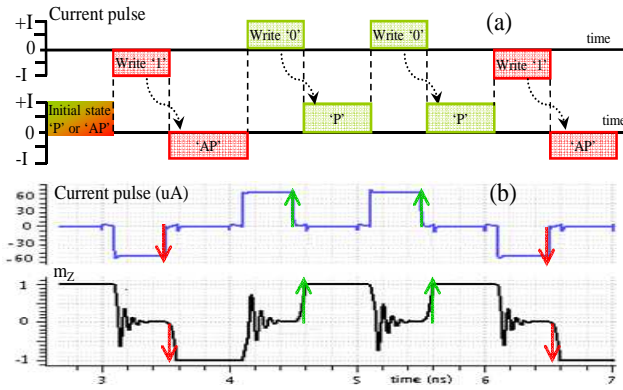 Current pulse
(a)
+I
0
-I
Write ‘1’
Write ‘0’
Write ‘0’
Write ‘1’
time
+I
0
-I
Initial state
‘P’ or ‘AP’
‘AP’
‘P’
‘P’
‘AP’
time
Current pulse (uA)
(b)
60
30
0
-30
-60
mZ
1
0
-1
3
4
5
6
7
time (ns)